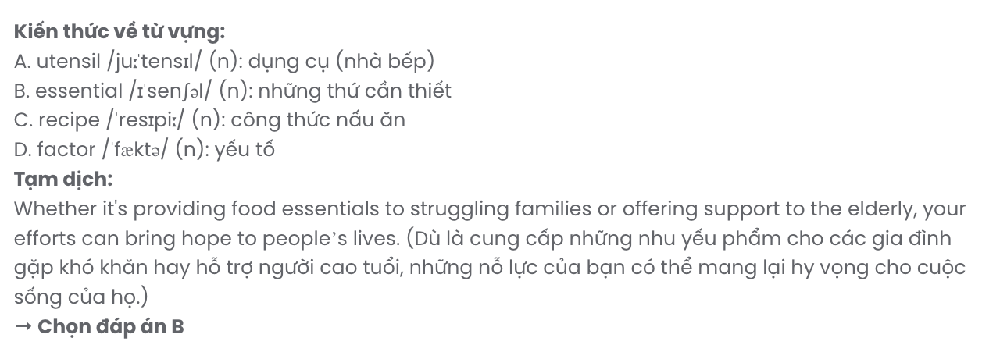 Kiến thức về từ vựng:
A. utensil /juːˈtensɪl/ (n): dụng cụ (nhà bếp)
B. essential /ɪˈsenʃəl/ (n): những thứ cần thiết
C. recipe /ˈresɪpiː/ (n): công thức nấu ăn
D. factor /ˈfæktə/ (n): yếu tố
Tạm dịch:
Whether it's providing food essentials to struggling families or offering support to the elderly, your
efforts can bring hope to people’s lives. (Dù là cung cấp những nhu yếu phẩm cho các gia đình
gặp khó khăn hay hỗ trợ người cao tuổi, những nỗ lực của bạn có thể mang lại hy vọng cho cuộc
sống của họ.)
→ Chọn đáp án B